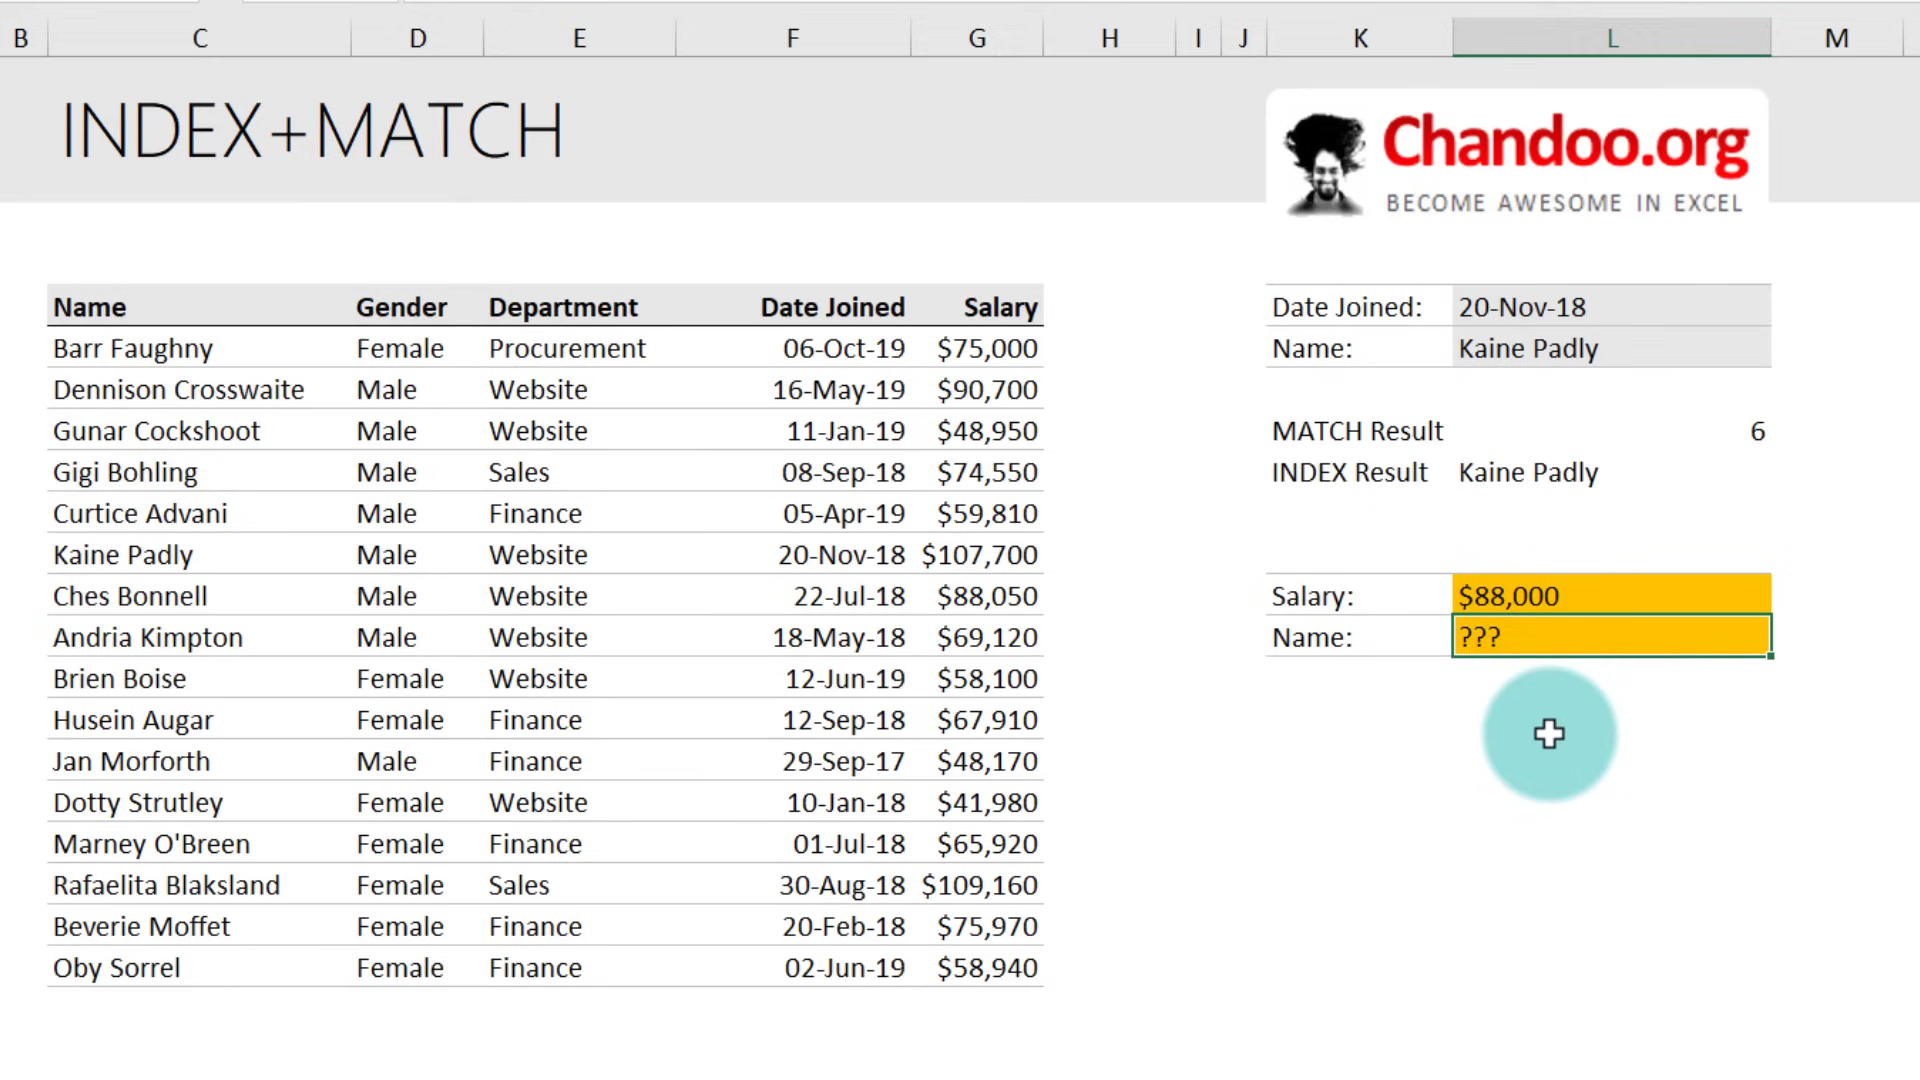 B C D E F G H I J K L M
INDEX+MATCH
Chandoo.org
BECOME AWESOME IN EXCEL
Name Gender Department Date Joined Salary
Barr Faughny Female Procurement 06-Oct-19 $75,000
Dennison Crosswaite Male Website 16-May-19 $90,700
Gunar Cockshoot Male Website 11-Jan-19 $48,950
Gigi Bohling Male Sales 08-Sep-18 $74,550
Curtice Advani Male Finance 05-Apr-19 $59,810
Kaine Padly Male Website 20-Nov-18 $107,700
Ches Bonnell Male Website 22-Jul-18 $88,050
Andria Kimpton Male Website 18-May-18 $69,120
Brien Boise Female Website 12-Jun-19 $58,100
Husein Augar Female Finance 12-Sep-18 $67,910
Jan Morforth Male Finance 29-Sep-17 $48,170
Dotty Strutley Female Website 10-Jan-18 $41,980
Marney O'Breen Female Finance 01-Jul-18 $65,920
Rafaelita Blaksland Female Sales 30-Aug-18 $109,160
Beverie Moffet Female Finance 20-Feb-18 $75,970
Oby Sorrel Female Finance 02-Jun-19 $58,940
Date Joined: 20-Nov-18
Name: Kaine Padly
MATCH Result 6
INDEX Result Kaine Padly
Salary: $88,000
Name: ???